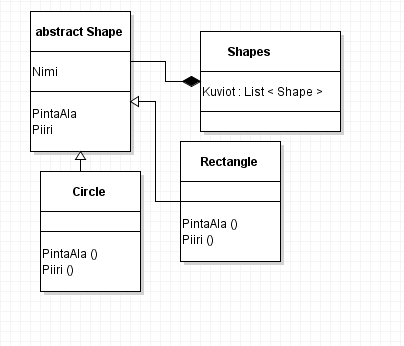 abstract Shape
Nimi
PintaAla
Piiri
Shapes
Kuviot : List < Shape >
Circle
PintaAla ()
Piiri ()
Rectangle
PintaAla ()
Piiri ()